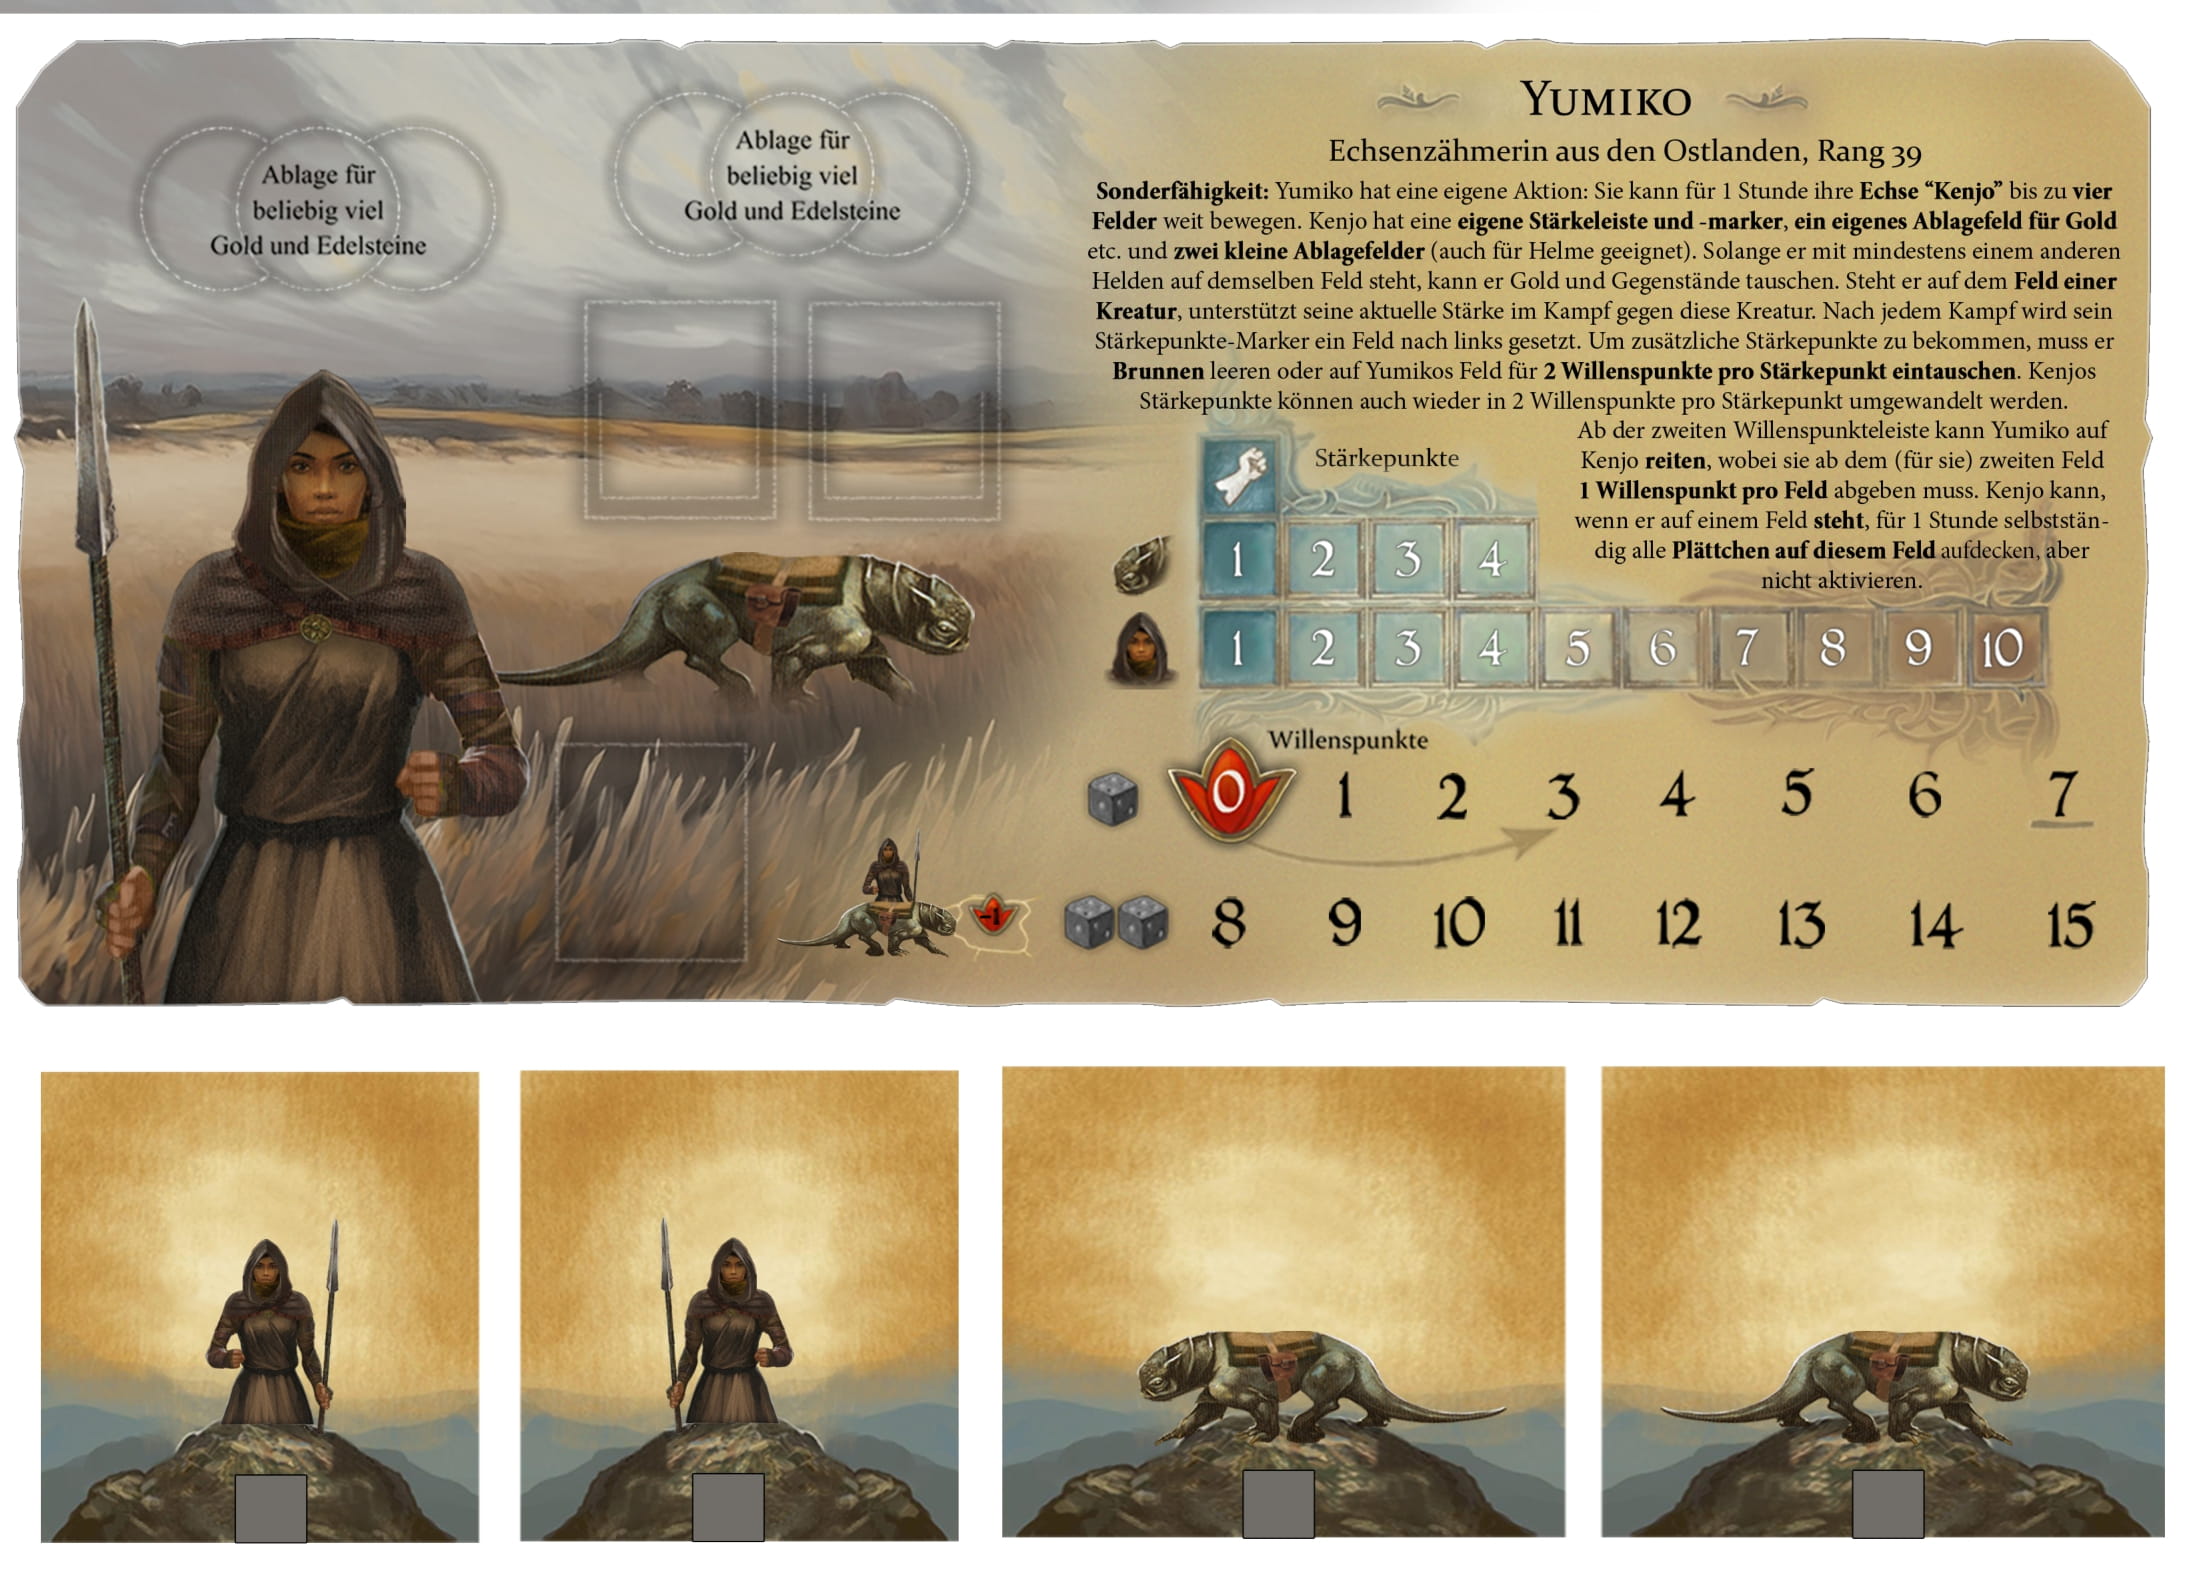 Ablage für
beliebig viel
Gold und Edelsteine
Ablage für
beliebig viel
Gold und Edelsteine
Yumiko
Echsenzähmerin aus den Ostlanden, Rang 39
Sonderfähigkeit: Yumiko hat eine eigene Aktion: Sie kann für 1 Stunde ihre Echse “Kenjo” bis zu vier
Felder weit bewegen. Kenjo hat eine eigene Stärkeleiste und -marker, ein eigenes Ablagefeld für Gold
etc. und zwei kleine Ablagefelder (auch für Helme geeignet). Solange er mit mindestens einem anderen
Helden auf demselben Feld steht, kann er Gold und Gegenstände tauschen. Steht er auf dem Feld einer
Kreatur, unterstützt seine aktuelle Stärke im Kampf gegen diese Kreatur. Nach jedem Kampf wird sein
Stärkepunkte-Marker ein Feld nach links gesetzt. Um zusätzliche Stärkepunkte zu bekommen, muss er
Brunnen leeren oder auf Yumikos Feld für 2 Willenspunkte pro Stärkepunkt eintauschen. Kenjos
Stärkepunkte können auch wieder in 2 Willenspunkte pro Stärkepunkt umgewandelt werden.
Ab der zweiten Willenspunkteleiste kann Yumiko auf
Kenjo reiten, wobei sie ab dem (für sie) zweiten Feld
1 Willenspunkt pro Feld abgeben muss. Kenjo kann,
wenn er auf einem Feld steht, für 1 Stunde selbststän-
dig alle Plättchen auf diesem Feld aufdecken, aber
nicht aktivieren.
Stärkepunkte
1 2 3 4
1 2 3 4 5 6 7 8 9 10
Willenspunkte
0 1 2 3 4 5 6 7
-1
8 9 10 11 12 13 14 15